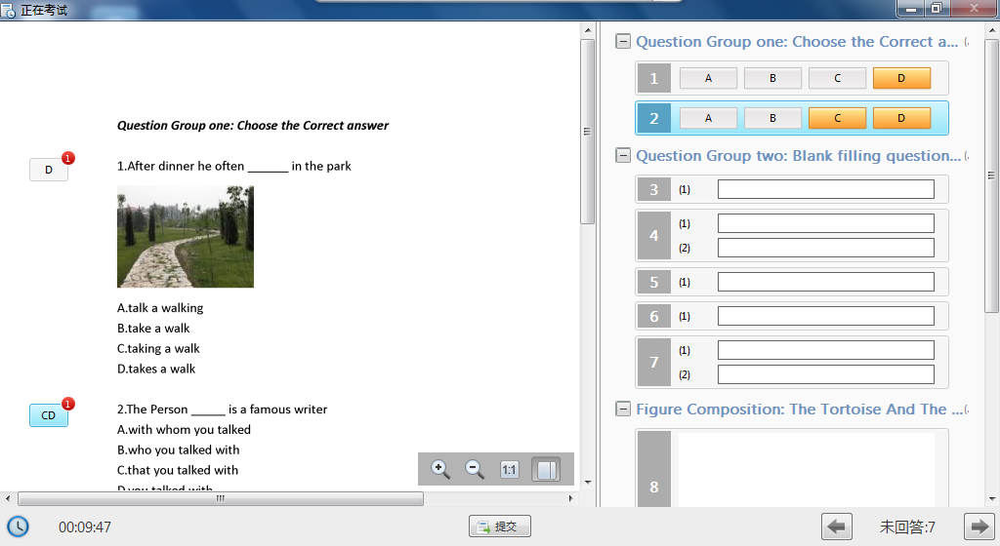 正在考试
Question Group one: Choose the Correct answer
D 1
1.After dinner he often ______ in the park
A.talk a walking
B.take a walk
C.taking a walk
D.takes a walk
CD 1
2.The Person _____ is a famous writer
A.with whom you talked
B.who you talked with
C.that you talked with
D.you talked with
1:1
Question Group one: Choose the Correct a...
1 A B C D
2 A B C D
Question Group two: Blank filling question...
3 (1)
4 (1)
(2)
5 (1)
6 (1)
7 (1)
(2)
Figure Composition: The Tortoise And The ...
8
00:09:47
提交
未回答:7